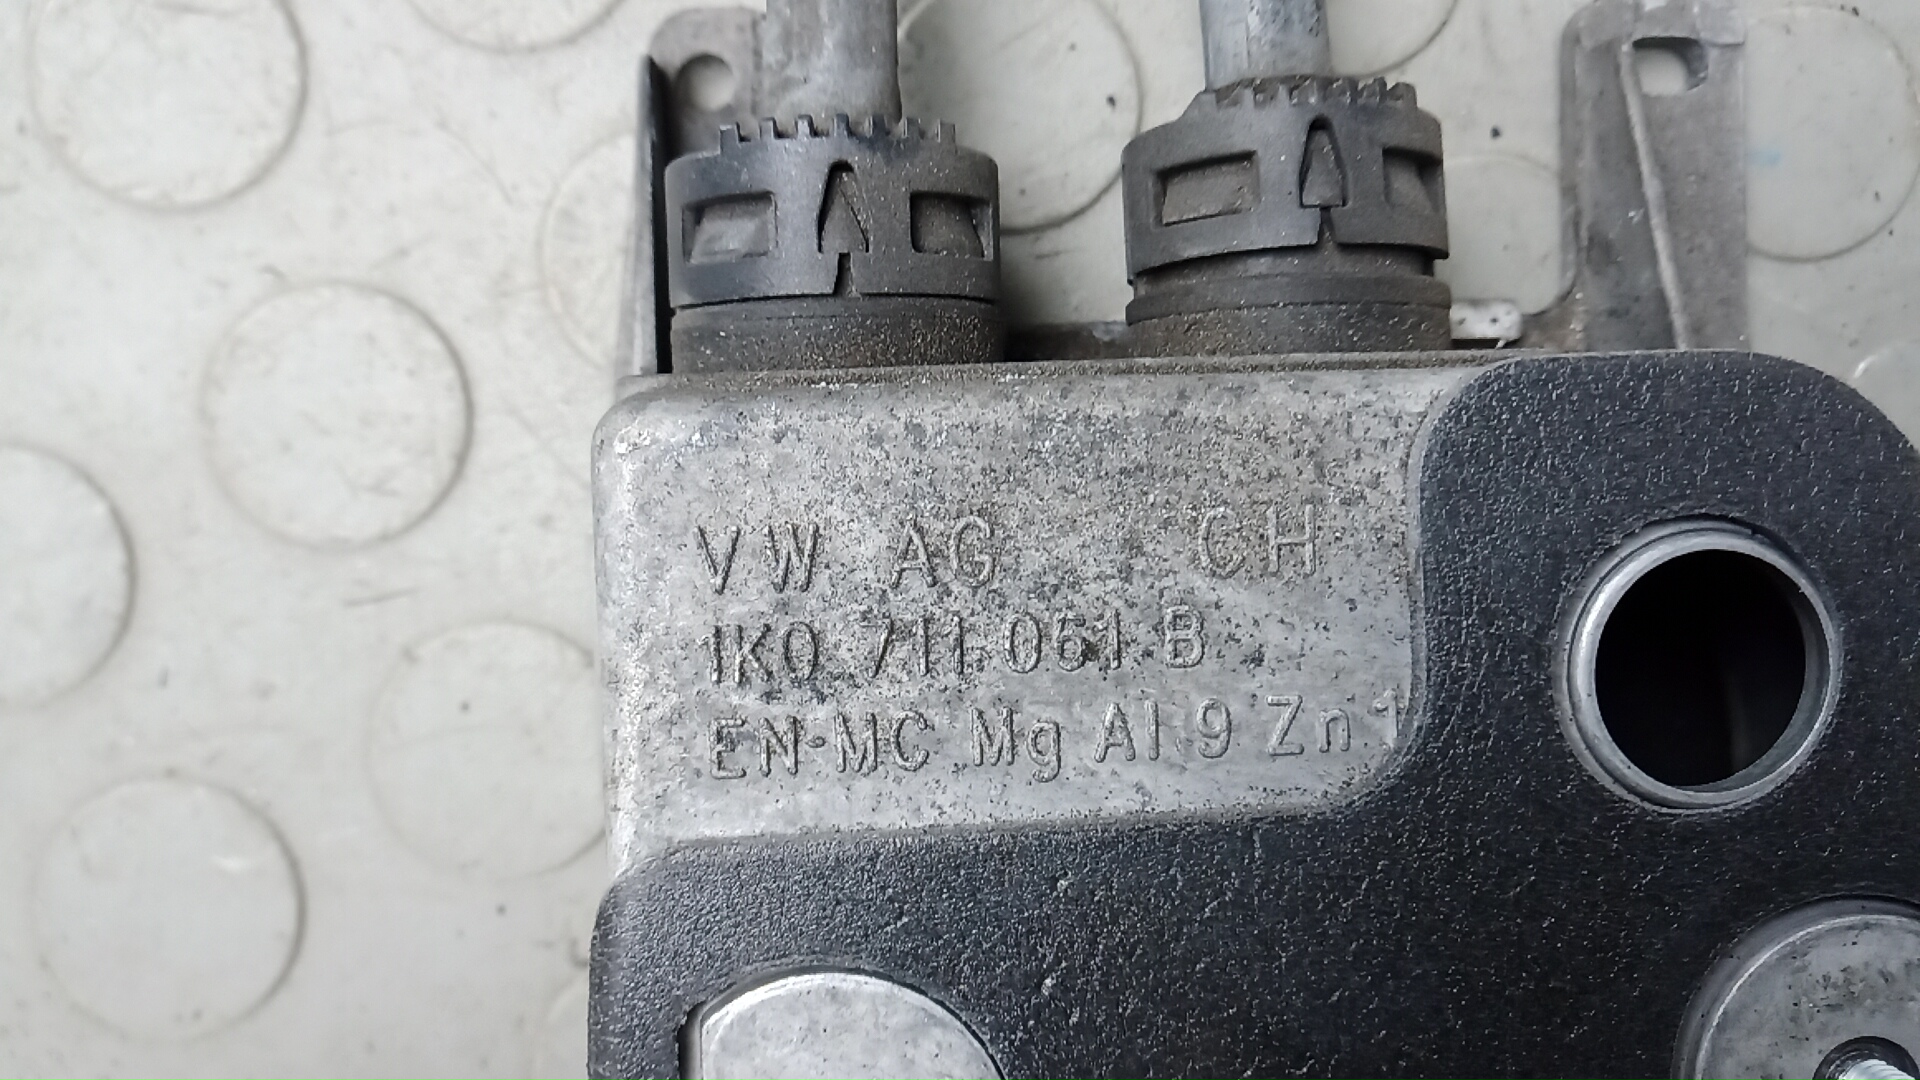 VW AG CH
1K0 711 061 B
EN-MC Mg Al 9 Zn 1